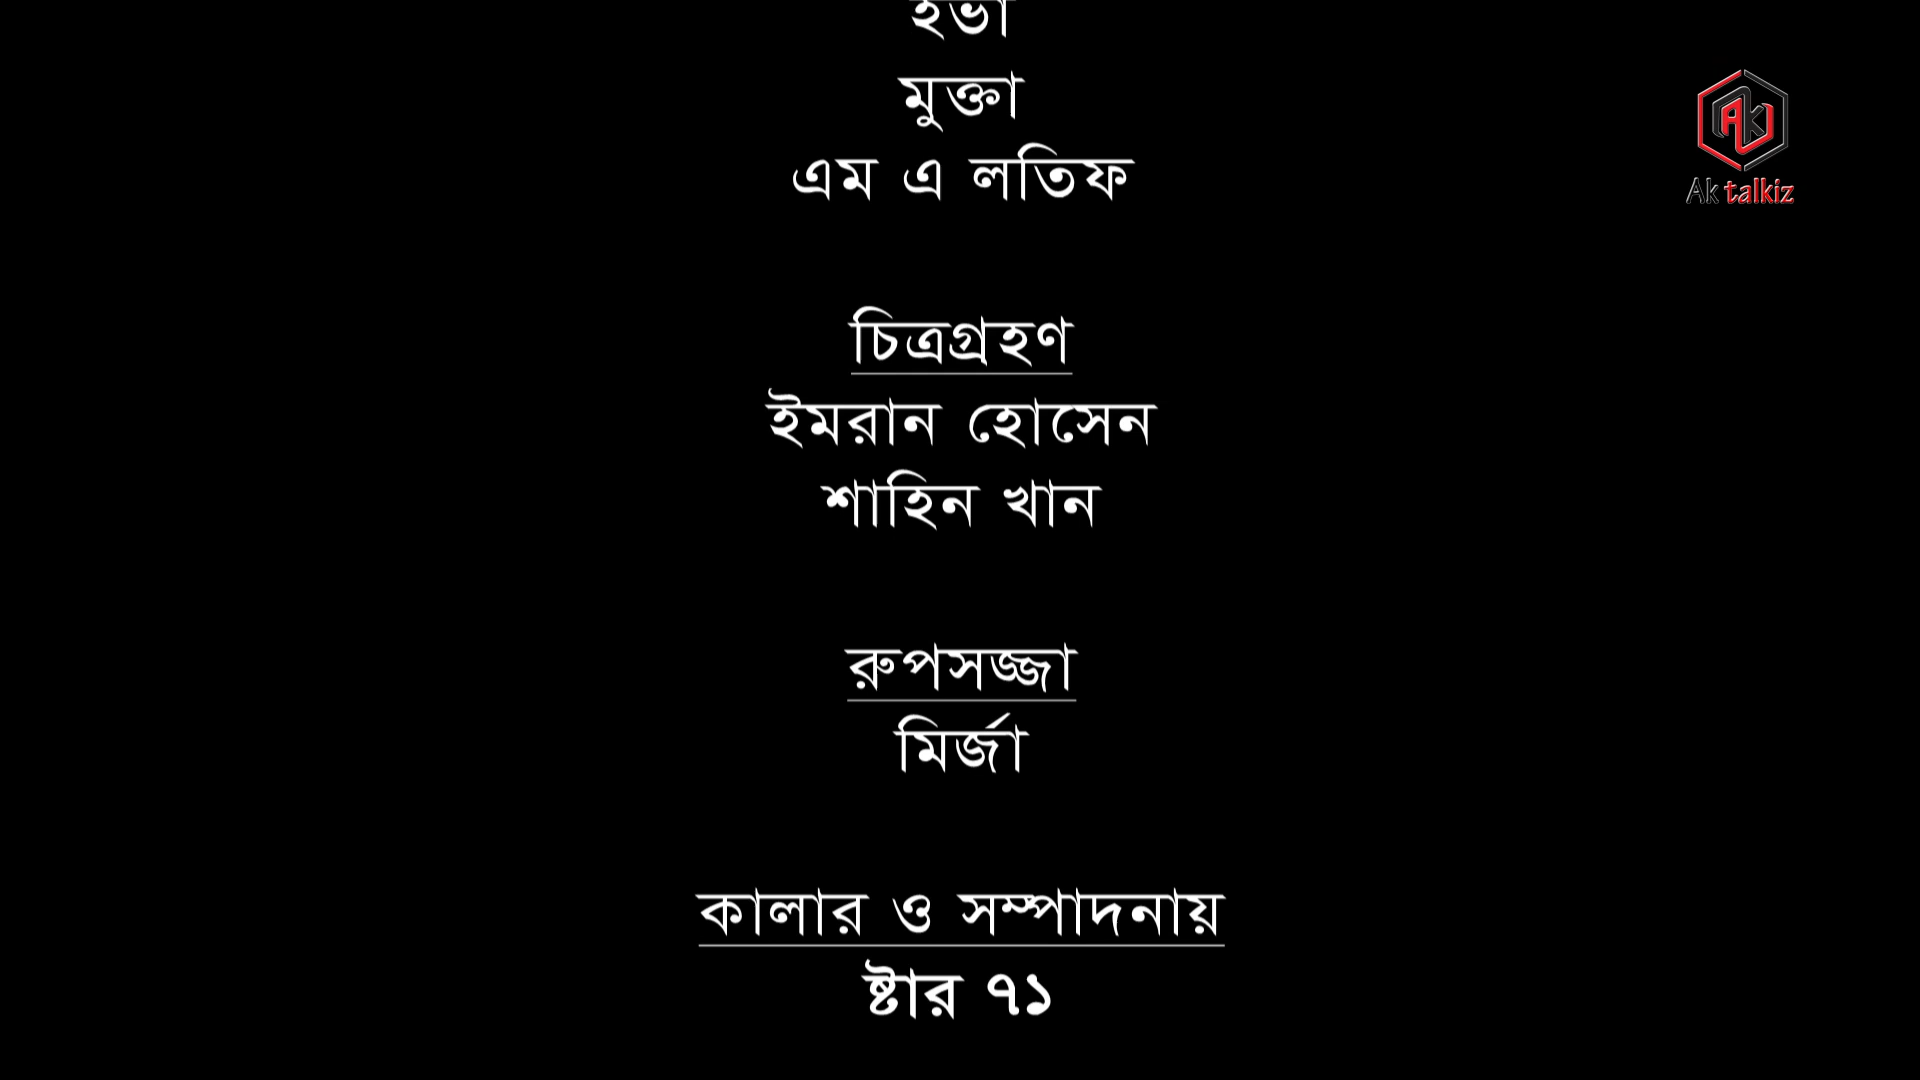 মুক্তা
এম এ লতিফ
চিত্রগ্রহণ
ইমরান হোসেন
শাহিন খান
রুপসজ্জা
মির্জা
কালার ও সম্পাদনায়
ষ্টার ৭১
Ak talkiz